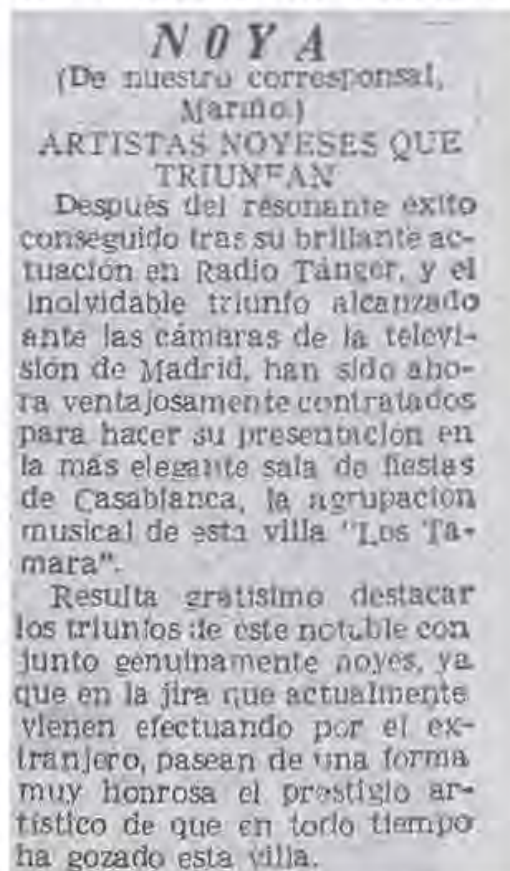 NOYA
(De nuestro corresponsal,
Mariño.)
ARTISTAS NOYESES QUE
TRIUNFAN
Después del resonante éxito
conseguido tras su brillante ac-
tuación en Radio Tánger, y el
inolvidable triunfo alcanzado
ante las cámaras de la televi-
sión de Madrid, han sido aho-
ra ventajosamente contratados
para hacer su presentación en
la más elegante sala de fiestas
de Casablanca, la agrupación
musical de esta villa "Los Ta-
mara".
Resulta gratísimo destacar
los triunfos de este notable con
junto genuinamente noyés, ya
que en la jira que actualmente
vienen efectuando por el ex-
tranjero, pasean de una forma
muy honrosa el prestigio ar-
tístico de que en todo tiempo
ha gozado esta villa.